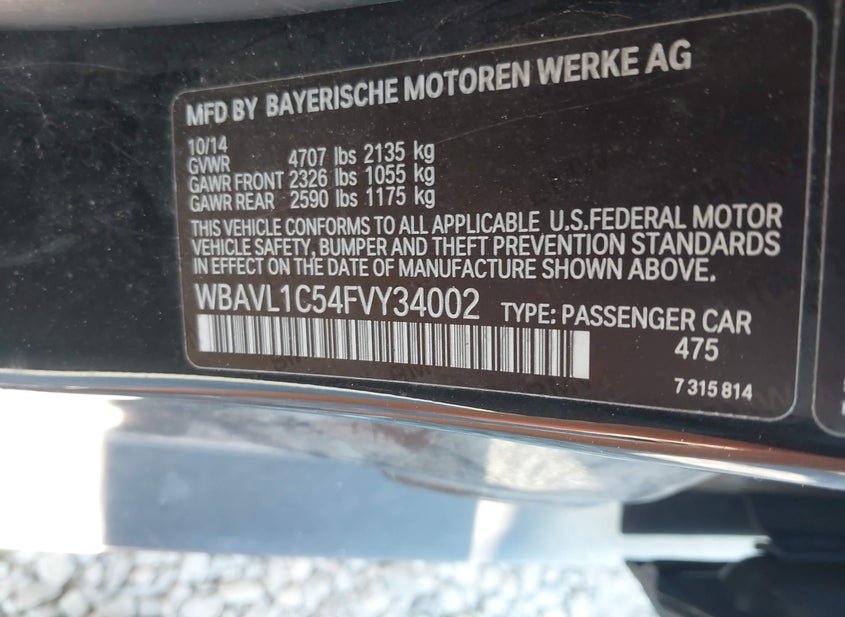 MFD BY BAYERISCHE MOTOREN WERKE AG
10/14
GVWR 4707 lbs 2135 kg
GAWR FRONT 2326 lbs 1055 kg
GAWR REAR 2590 lbs 1175 kg
THIS VEHICLE CONFORMS TO ALL APPLICABLE U.S.FEDERAL MOTOR
VEHICLE SAFETY, BUMPER AND THEFT PREVENTION STANDARDS
IN EFFECT ON THE DATE OF MANUFACTURE SHOWN ABOVE.
WBAVL1C54FVY34002 TYPE: PASSENGER CAR
475
7 315 814